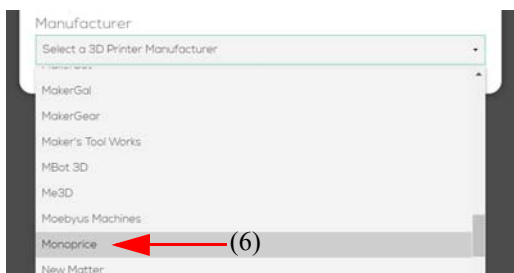 Manufacturer
Select a 3D Printer Manufacturer
MakerGal
MakerGear
Maker's Tool Works
MBot 3D
Me3D
Moebyus Machines
Monoprice (6)
New Matter